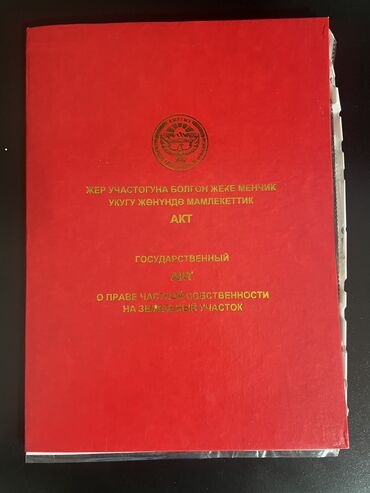 ЖЕР УЧАСТОГУНА БОЛГОН ЖЕКЕ МЕНЧИК
УКУГУ ЖӨНҮНДӨ МАМЛЕКЕТТИК
АКТ
ГОСУДАРСТВЕННЫЙ
АКТ
О ПРАВЕ ЧАСТНОЙ СОБСТВЕННОСТИ
НА ЗЕМЕЛЬНЫЙ УЧАСТОК